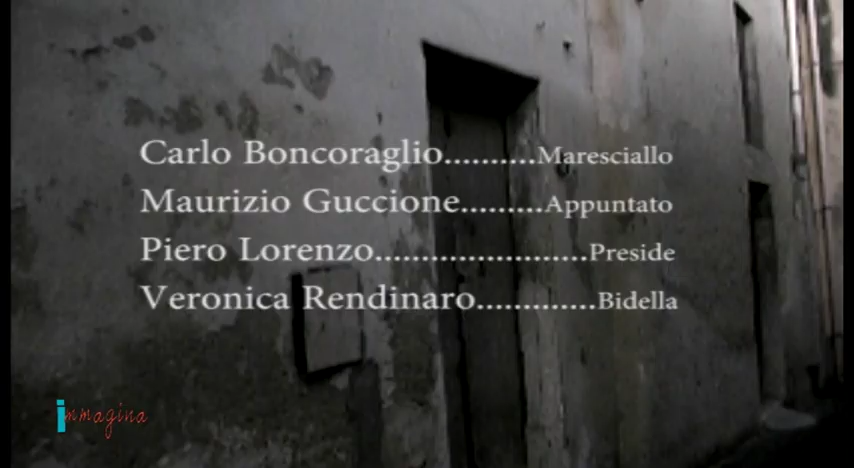 Carlo Boncoraglio..........Maresciallo
Maurizio Guccione.........Appuntato
Piero Lorenzo......................Preside
Veronica Rendinaro.............Bidella
immagina